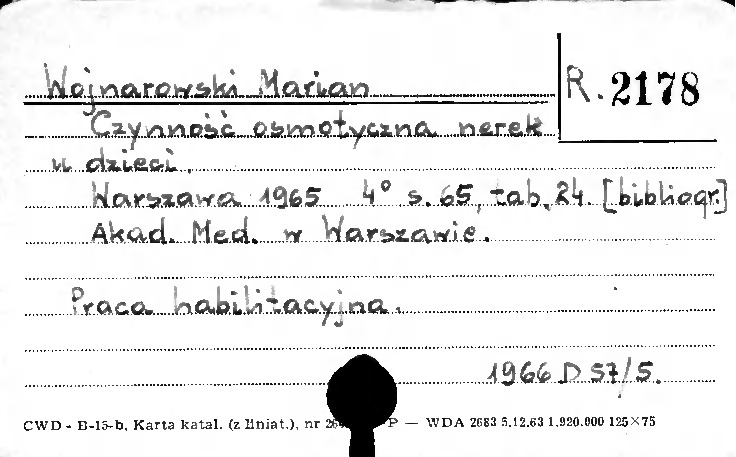 Wojnarowski Marian
R. 2178
Czynność osmotyczna nerek
u dzieci.
Warszawa 1965 4° s. 65, tab. 24 [bibliogr.]
Akad. Med. w Warszawie.
Praca habilitacyjna.
1966 D 57/5.
CWD - B-15-b, Karta katal. (z liniat.), nr P — WDA 2683 5.12.63 1.920.000 125×75